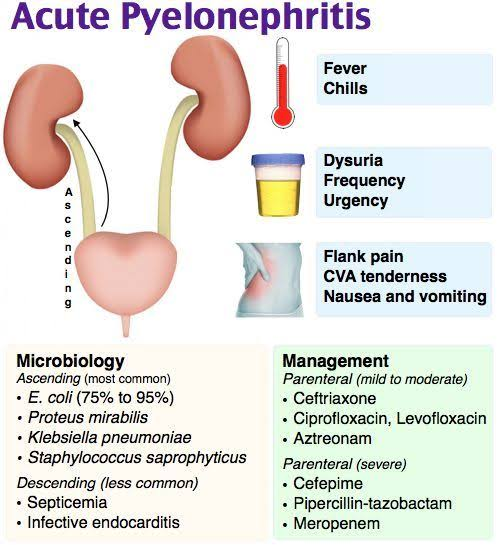 Acute Pyelonephritis
Fever
Chills
Ascending
Dysuria
Frequency
Urgency
Flank pain
CVA tenderness
Nausea and vomiting
Microbiology
Ascending (most common)
• E. coli (75% to 95%)
• Proteus mirabilis
• Klebsiella pneumoniae
• Staphylococcus saprophyticus
Descending (less common)
• Septicemia
• Infective endocarditis
Management
Parenteral (mild to moderate)
• Ceftriaxone
• Ciprofloxacin, Levofloxacin
• Aztreonam
Parenteral (severe)
• Cefepime
• Pipercillin-tazobactam
• Meropenem